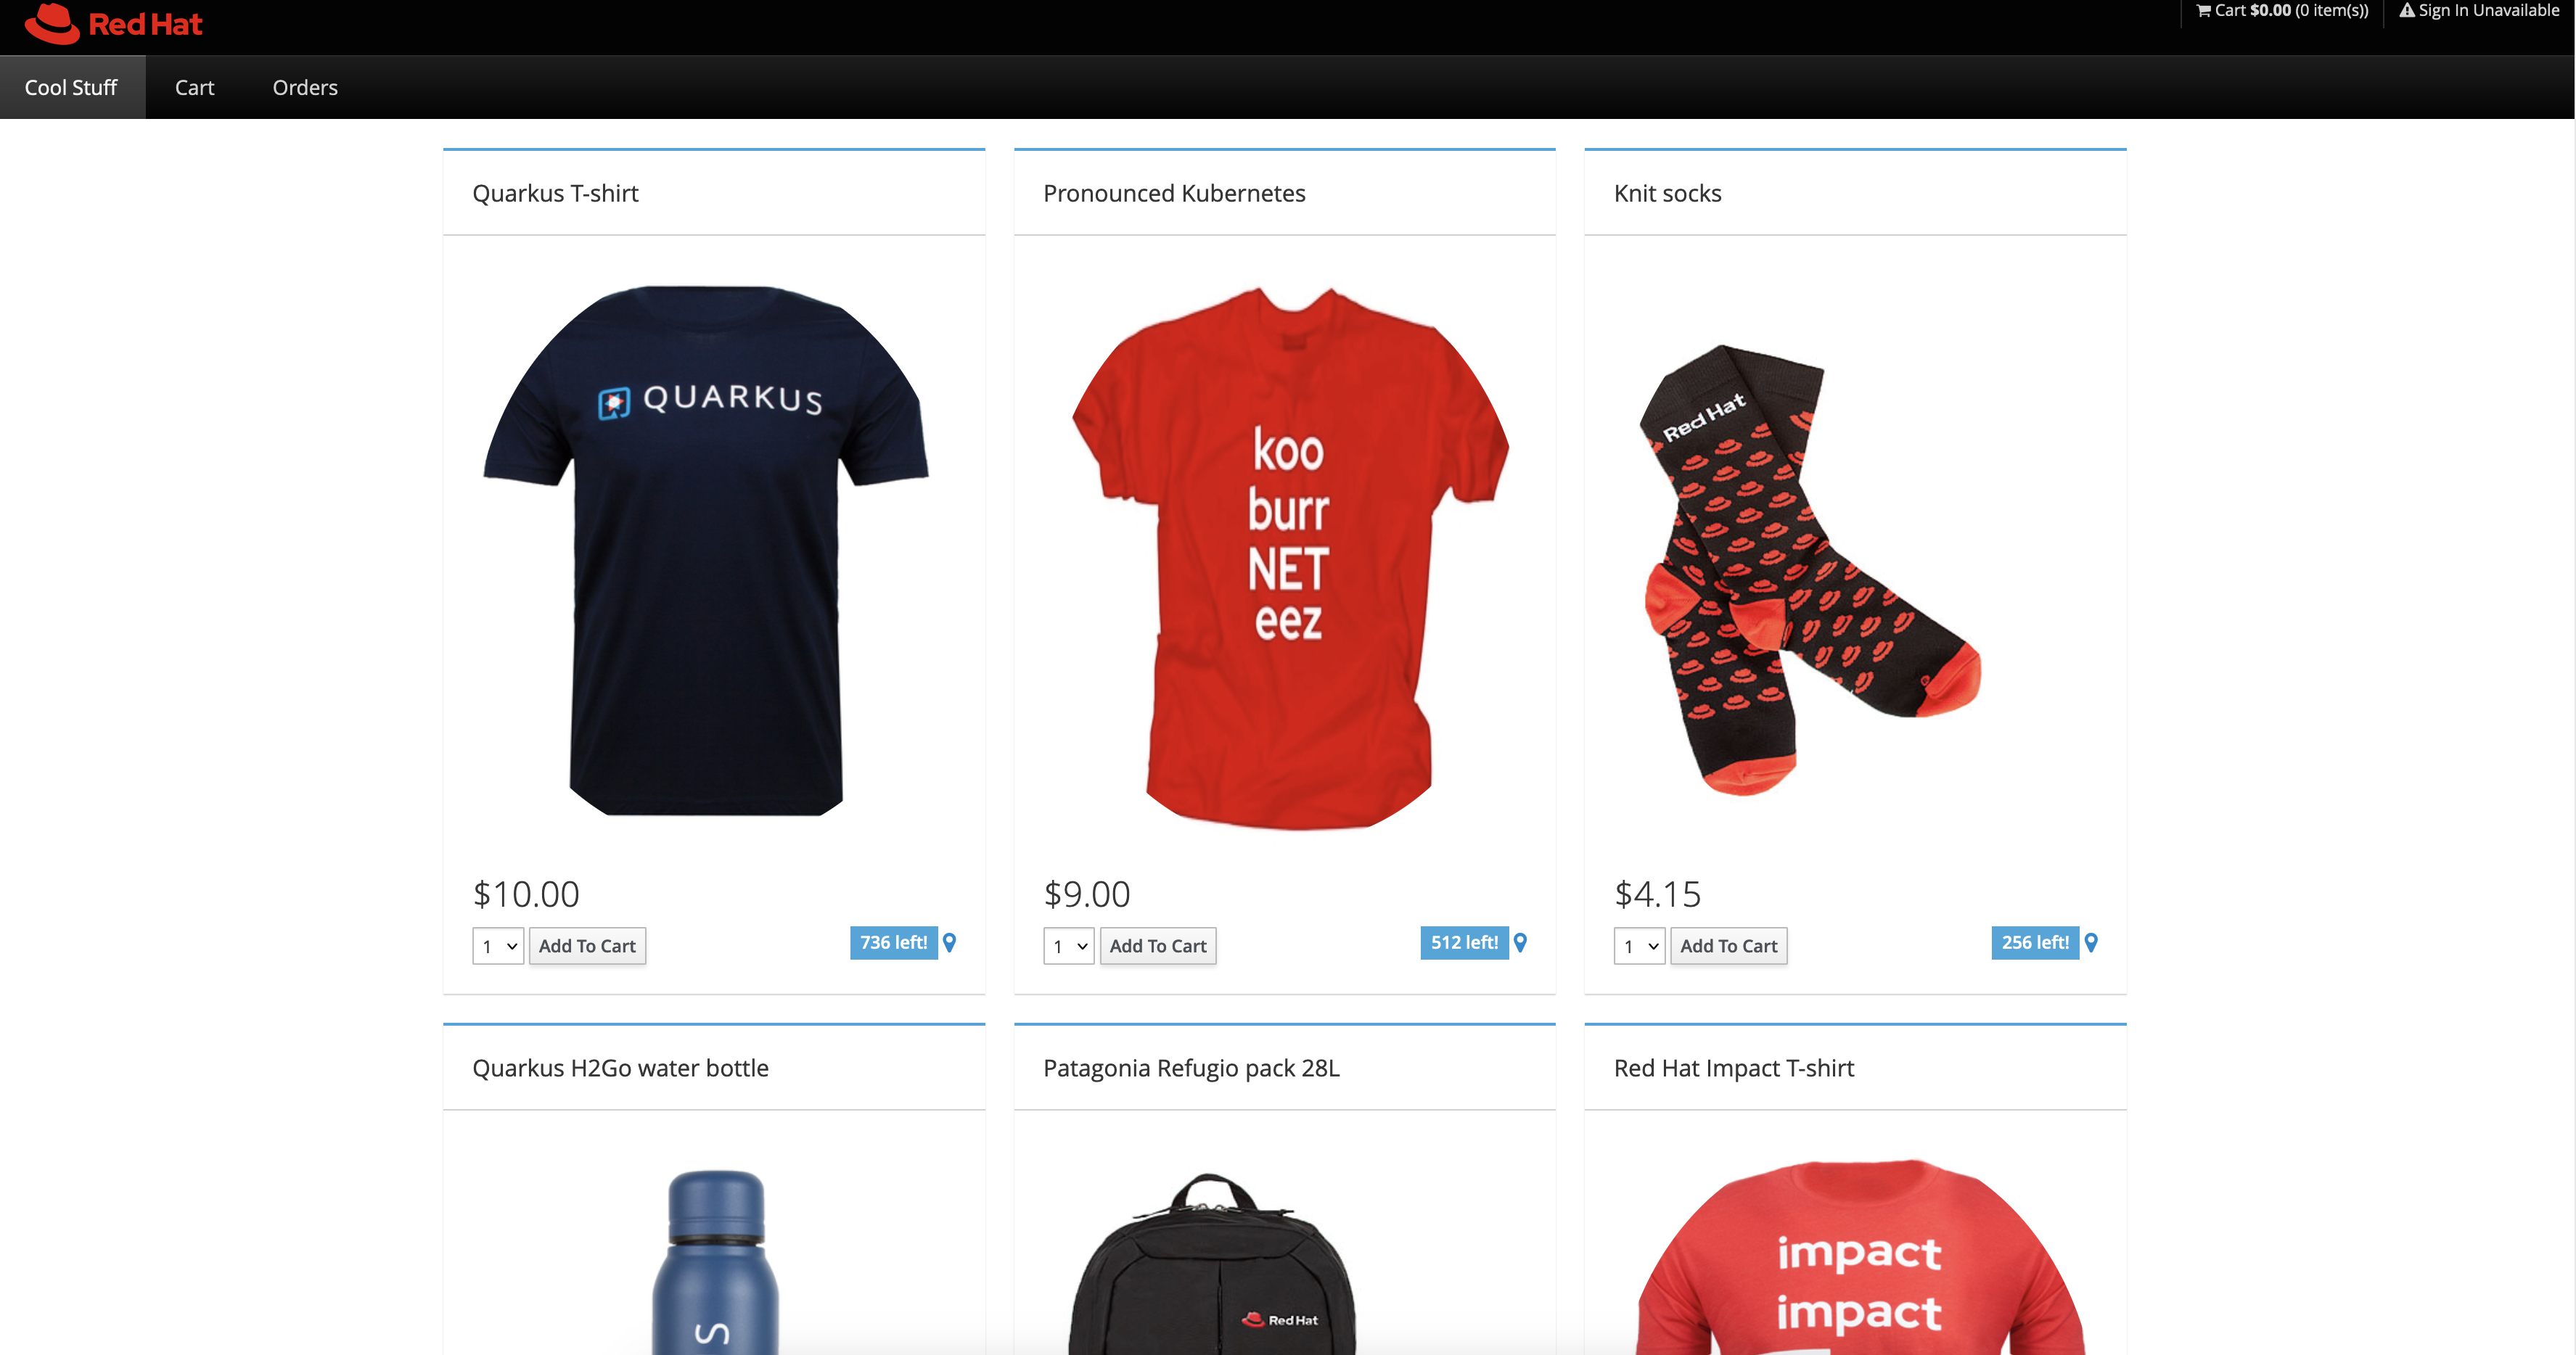 Red Hat
Cart $0.00 (0 item(s))
Sign In Unavailable
Cool Stuff
Cart
Orders
Quarkus T-shirt
QUARKUS
$10.00
1
Add To Cart
736 left!
Pronounced Kubernetes
koo
burr
NET
eez
$9.00
1
Add To Cart
512 left!
Knit socks
Red Hat
$4.15
1
Add To Cart
256 left!
Quarkus H2Go water bottle
S
Patagonia Refugio pack 28L
Red Hat
Red Hat Impact T-shirt
impact
impact